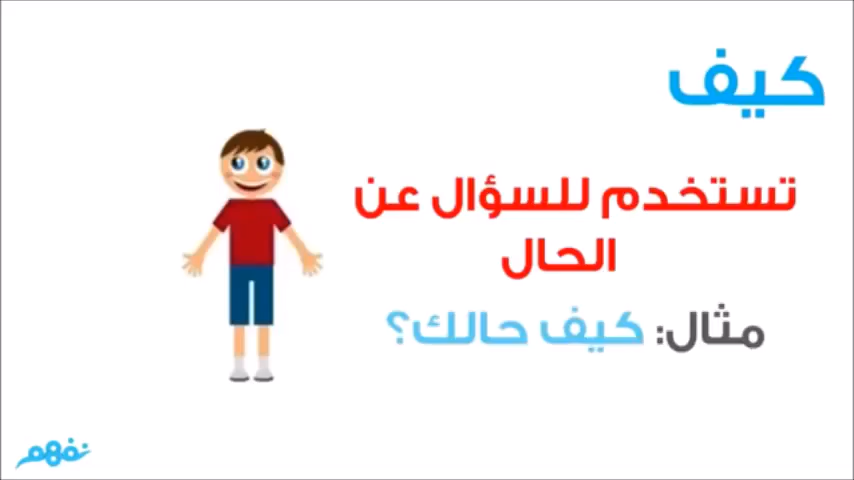 كيف
تستخدم للسؤال عن
الحال
مثال: كيف حالك؟
نفهم